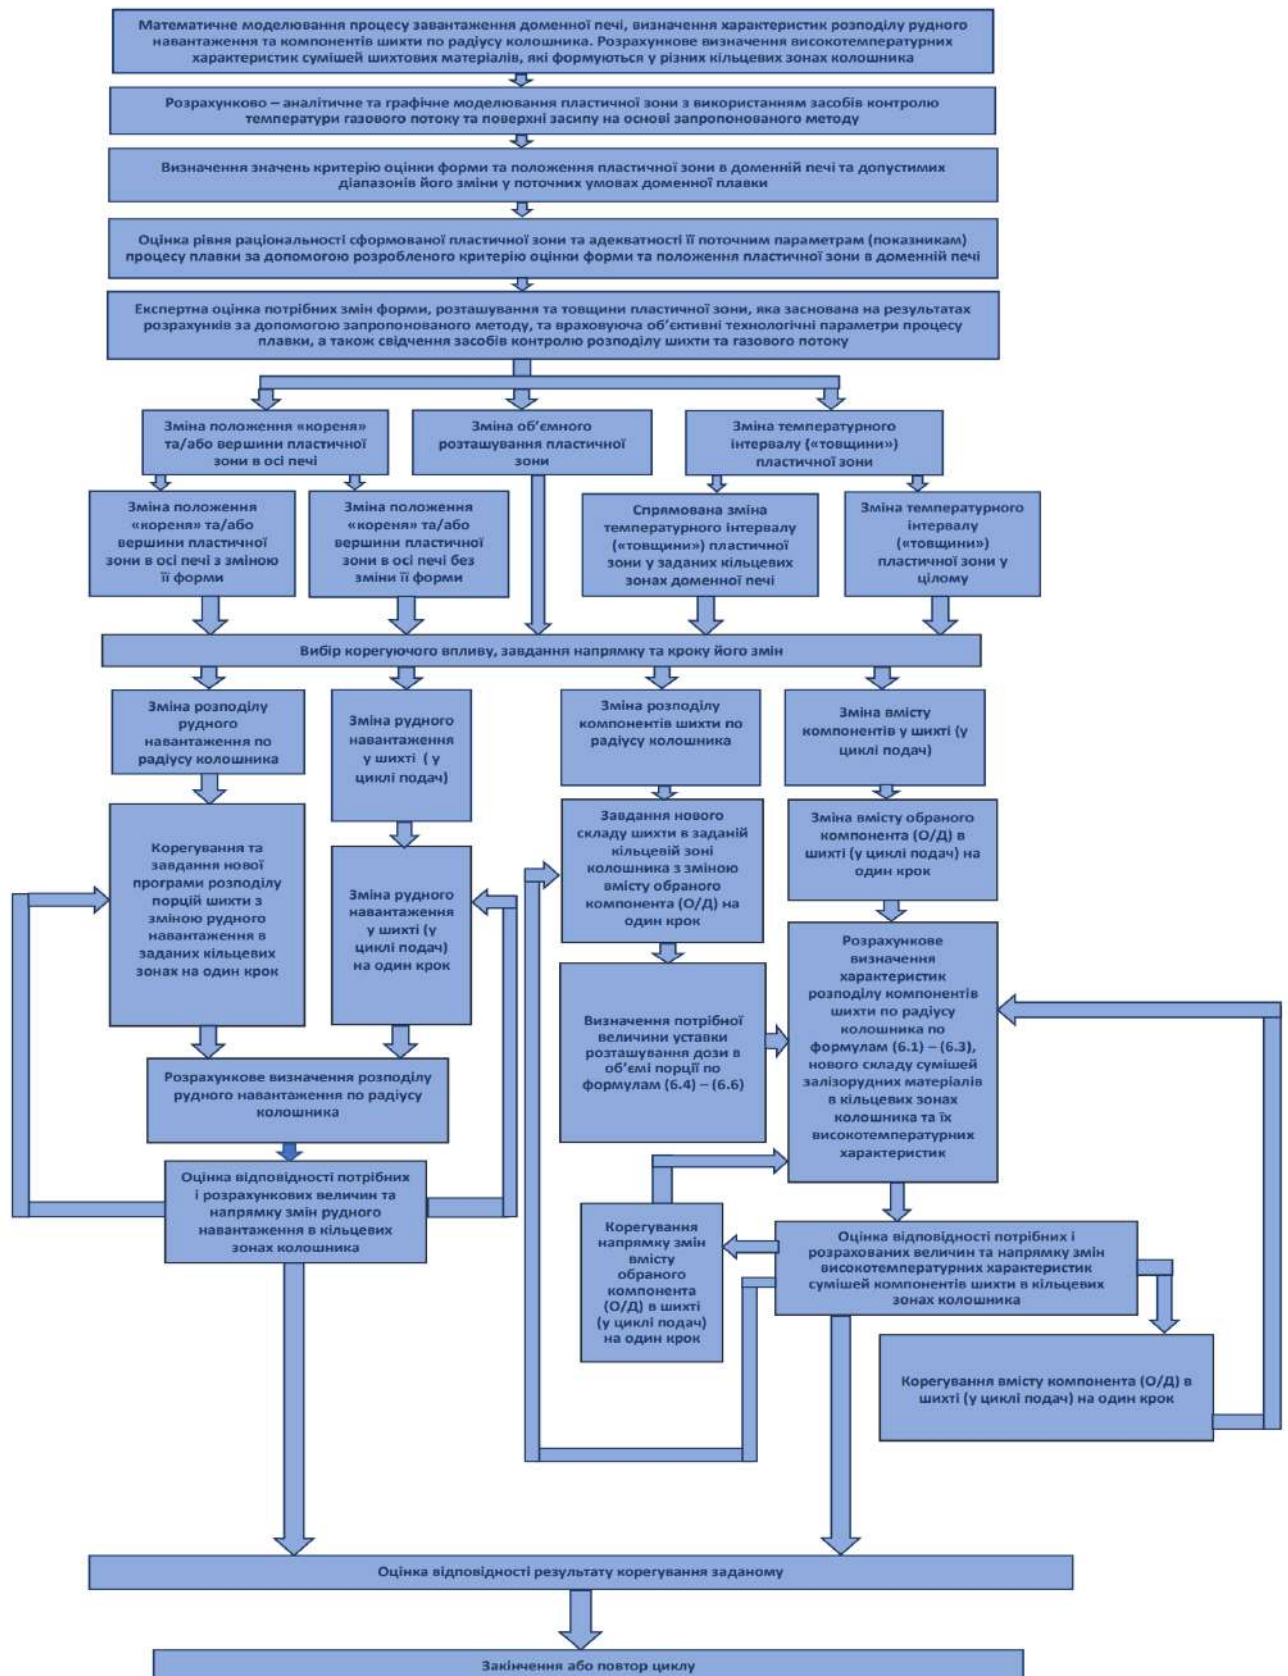 Математичне моделювання процесу завантаження доменної печі, визначення характеристик розподілу рудного
навантаження та компонентів шихти по радіусу колошника. Розрахункове визначення високотемпературних
характеристик сумішей шихтових матеріалів, які формуються у різних кільцевих зонах колошника
Розрахунково – аналітичне та графічне моделювання пластичної зони з використанням засобів контролю
температури газового потоку та поверхні засипу на основі запропонованого методу
Визначення значень критерію оцінки форми та положення пластичної зони в доменній печі та допустимих
діапазонів його зміни у поточних умовах доменної плавки
Оцінка рівня раціональності сформованої пластичної зони та адекватності її поточним параметрам (показникам)
процесу плавки за допомогою розробленого критерію оцінки форми та положення пластичної зони в доменній печі
Експертна оцінка потрібних змін форми, розташування та товщини пластичної зони, яка заснована на результатах
розрахунків за допомогою запропонованого методу, та враховуюча об’єктивні технологічні параметри процесу
плавки, а також свідчення засобів контролю розподілу шихти та газового потоку
Зміна положення «кореня»
та/або вершини пластичної
зони в осі печі
Зміна об’ємного
розташування пластичної
зони
Зміна температурного
інтервалу («товщини»)
пластичної зони
Зміна положення
«кореня» та/або
вершини пластичної
зони в осі печі з зміною
її форми
Зміна положення
«кореня» та/або
вершини пластичної
зони в осі печі без
зміни її форми
Спрямована зміна
температурного інтервалу
(«товщини») пластичної
зони у заданих кільцевих
зонах доменної печі
Зміна температурного
інтервалу
(«товщини»)
пластичної зони у
цілому
Вибір корегуючого впливу, завдання напрямку та кроку його змін
Зміна розподілу
рудного
навантаження по
радіусу колошника
Зміна рудного
навантаження
у шихті ( у
циклі подач)
Зміна розподілу
компонентів шихти по
радіусу колошника
Зміна вмісту
компонентів у шихті (у
циклі подач)
Корегування та
завдання нової
програми розподілу
порцій шихти з
зміною рудного
навантаження в
заданих кільцевих
зонах на один крок
Зміна рудного
навантаження
у шихті (у
циклі подач)
на один крок
Завдання нового
складу шихти в заданій
кільцевій зоні
колошника з зміною
вмісту обраного
компонента (О/Д) на
один крок
Зміна вмісту обраного
компонента (О/Д) в
шихті (у циклі подач) на
один крок
Визначення потрібної
величини уставки
розташування дози в
об’ємі порції по
формулам (6.4) – (6.6)
Розрахункове
визначення
характеристик
розподілу компонентів
шихти по радіусу
колошника по
формулам (6.1) – (6.3),
нового складу сумішей
залізорудних матеріалів
в кільцевих зонах
колошника та їх
високотемпературних
характеристик
Розрахункове визначення розподілу
рудного навантаження по радіусу
колошника
Оцінка відповідності потрібних
і розрахункових величин та
напрямку змін рудного
навантаження в кільцевих
зонах колошника
Корегування
напрямку змін
вмісту
обраного
компонента
(О/Д) в шихті
(у циклі подач)
на один крок
Оцінка відповідності потрібних і
розрахованих величин та напрямку змін
високотемпературних характеристик
сумішей компонентів шихти в кільцевих
зонах колошника
Корегування вмісту компонента (О/Д) в
шихті (у циклі подач) на один крок
Оцінка відповідності результату корегування заданому
Закінчення або повтор циклу